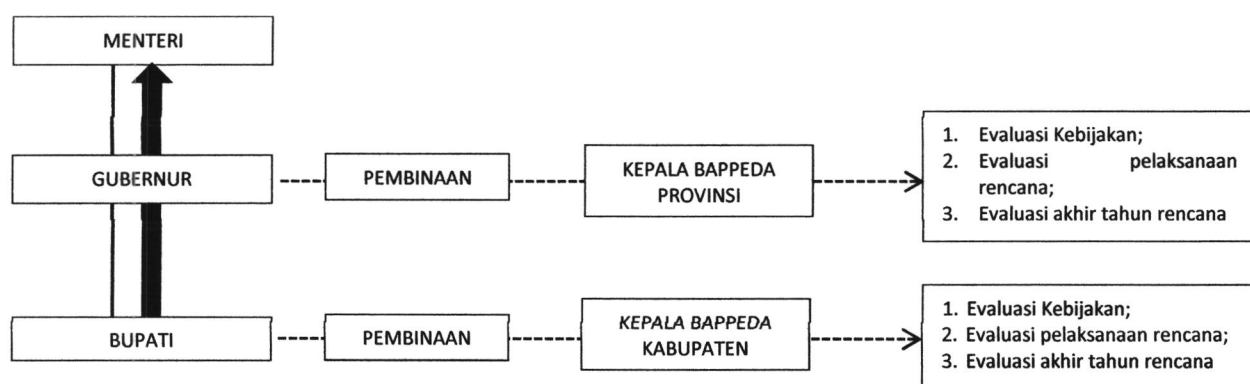 MENTERI
GUBERNUR
PEMBINAAN
KEPALA BAPPEDA
PROVINSI
1. Evaluasi Kebijakan;
2. Evaluasi pelaksanaan
rencana;
3. Evaluasi akhir tahun rencana
BUPATI
PEMBINAAN
KEPALA BAPPEDA
KABUPATEN
1. Evaluasi Kebijakan;
2. Evaluasi pelaksanaan rencana;
3. Evaluasi akhir tahun rencana